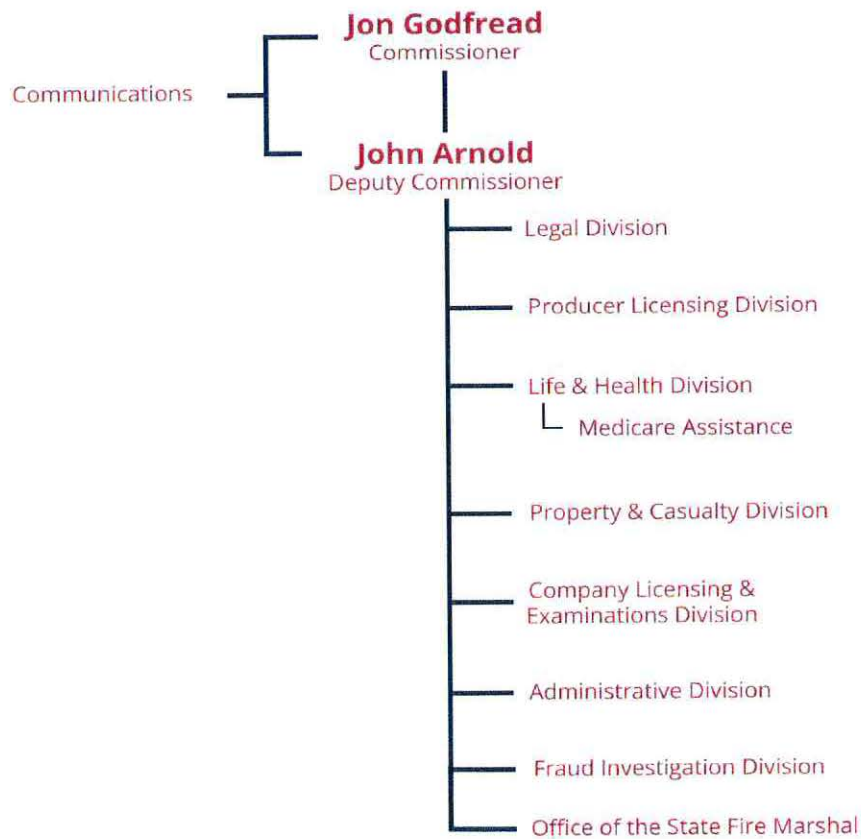 Jon Godfread
Commissioner
Communications
John Arnold
Deputy Commissioner
Legal Division
Producer Licensing Division
Life & Health Division
Medicare Assistance
Property & Casualty Division
Company Licensing &
Examinations Division
Administrative Division
Fraud Investigation Division
Office of the State Fire Marshal